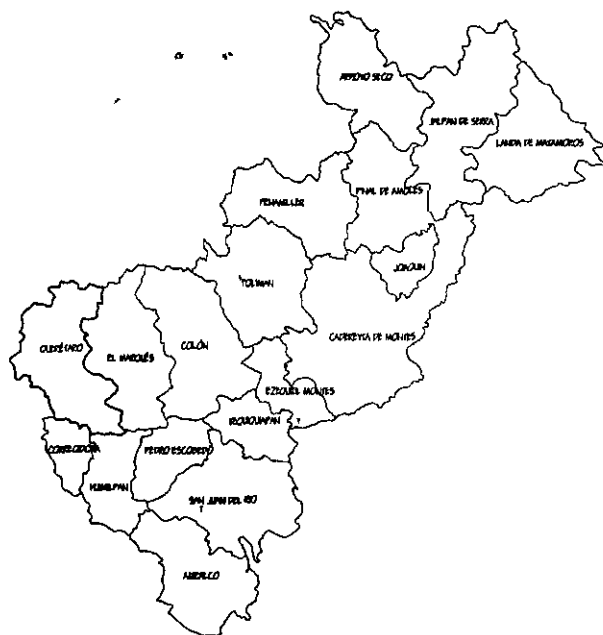 ARROYO SECO
JALPAN DE SERRA
LANDA DE MATAMOROS
PINAL DE AMOLES
PEÑAMILLER
JOAQUIN
TOLIMAN
CADEREYTA DE MONTES
QUERÉTARO
EL MARQUÉS
COLÓN
EZEQUIEL MONTES
TEQUISQUIAPAN
CORREGIDORA
PEDRO ESCOBEDO
HUIMILPAN
SAN JUAN DEL RIO
AMEALCO